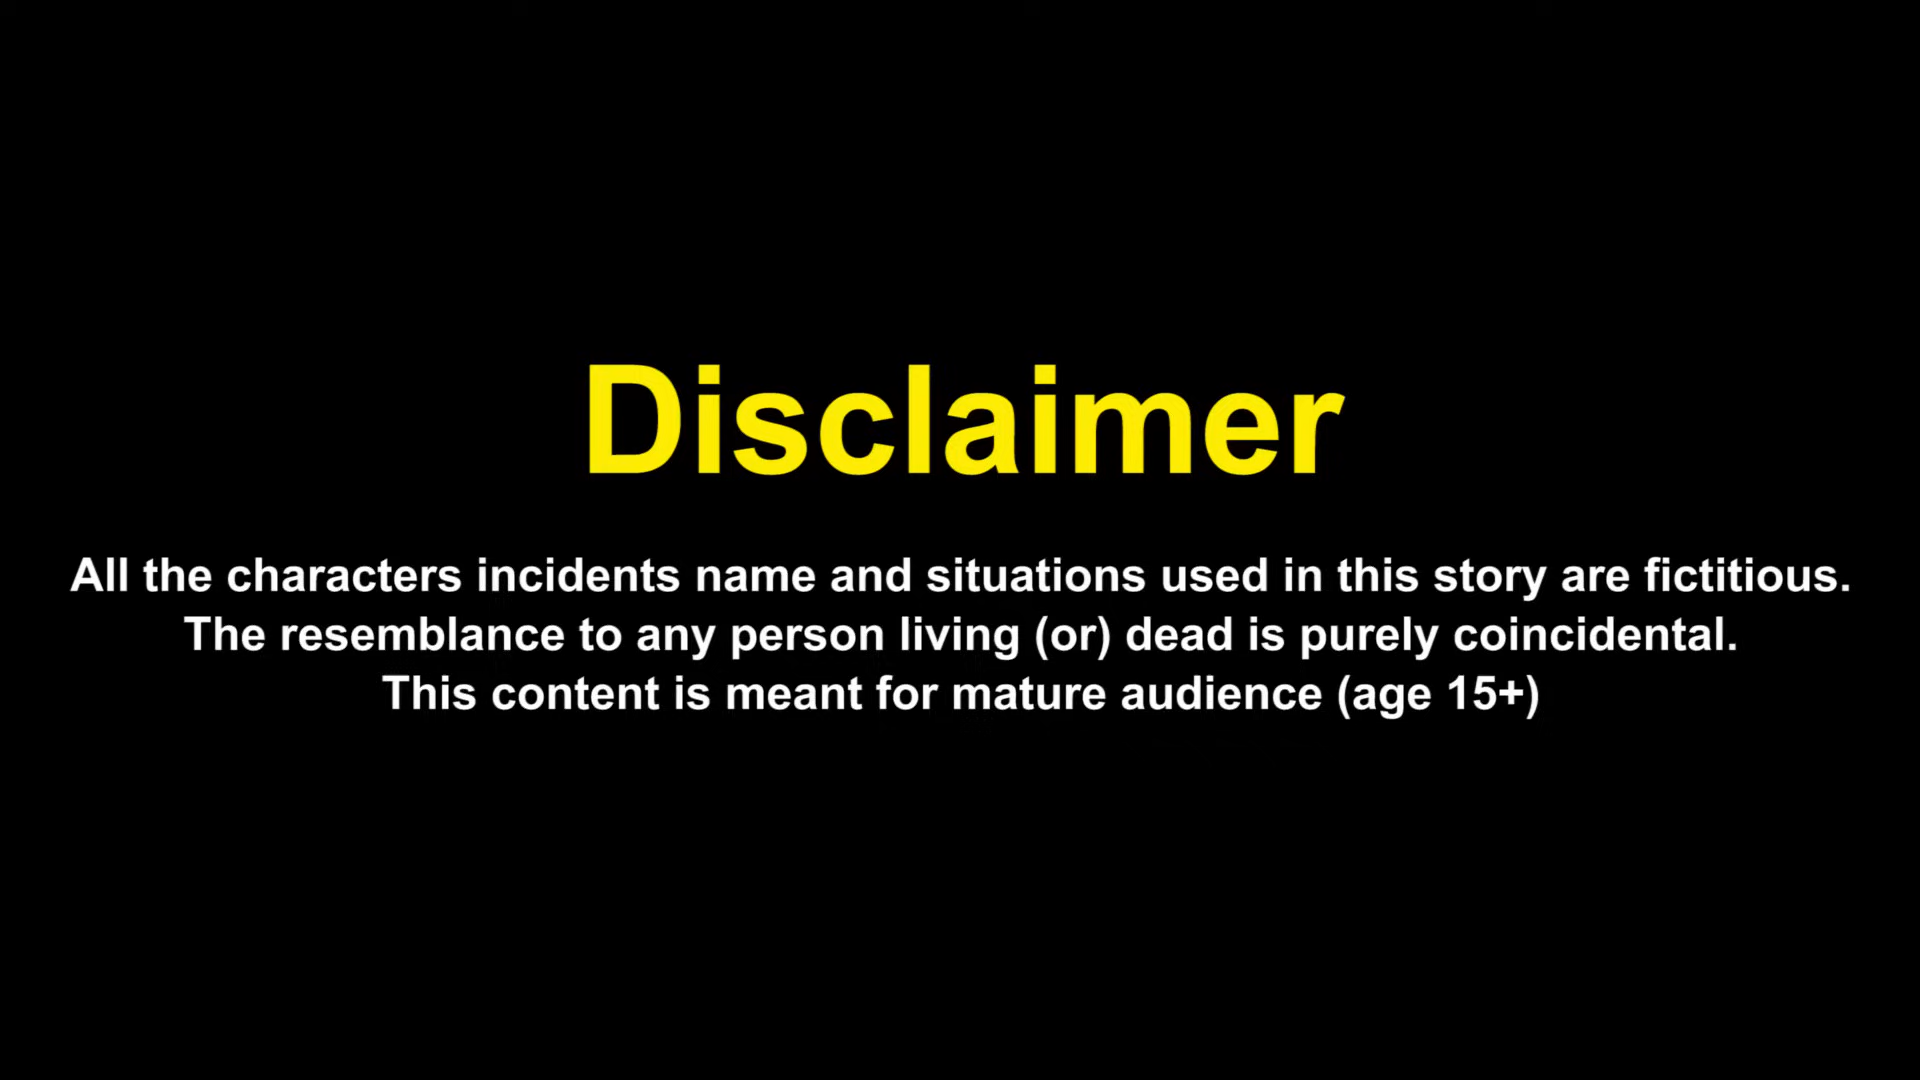 Disclaimer
All the characters incidents name and situations used in this story are fictitious.
The resemblance to any person living (or) dead is purely coincidental.
This content is meant for mature audience (age 15+)